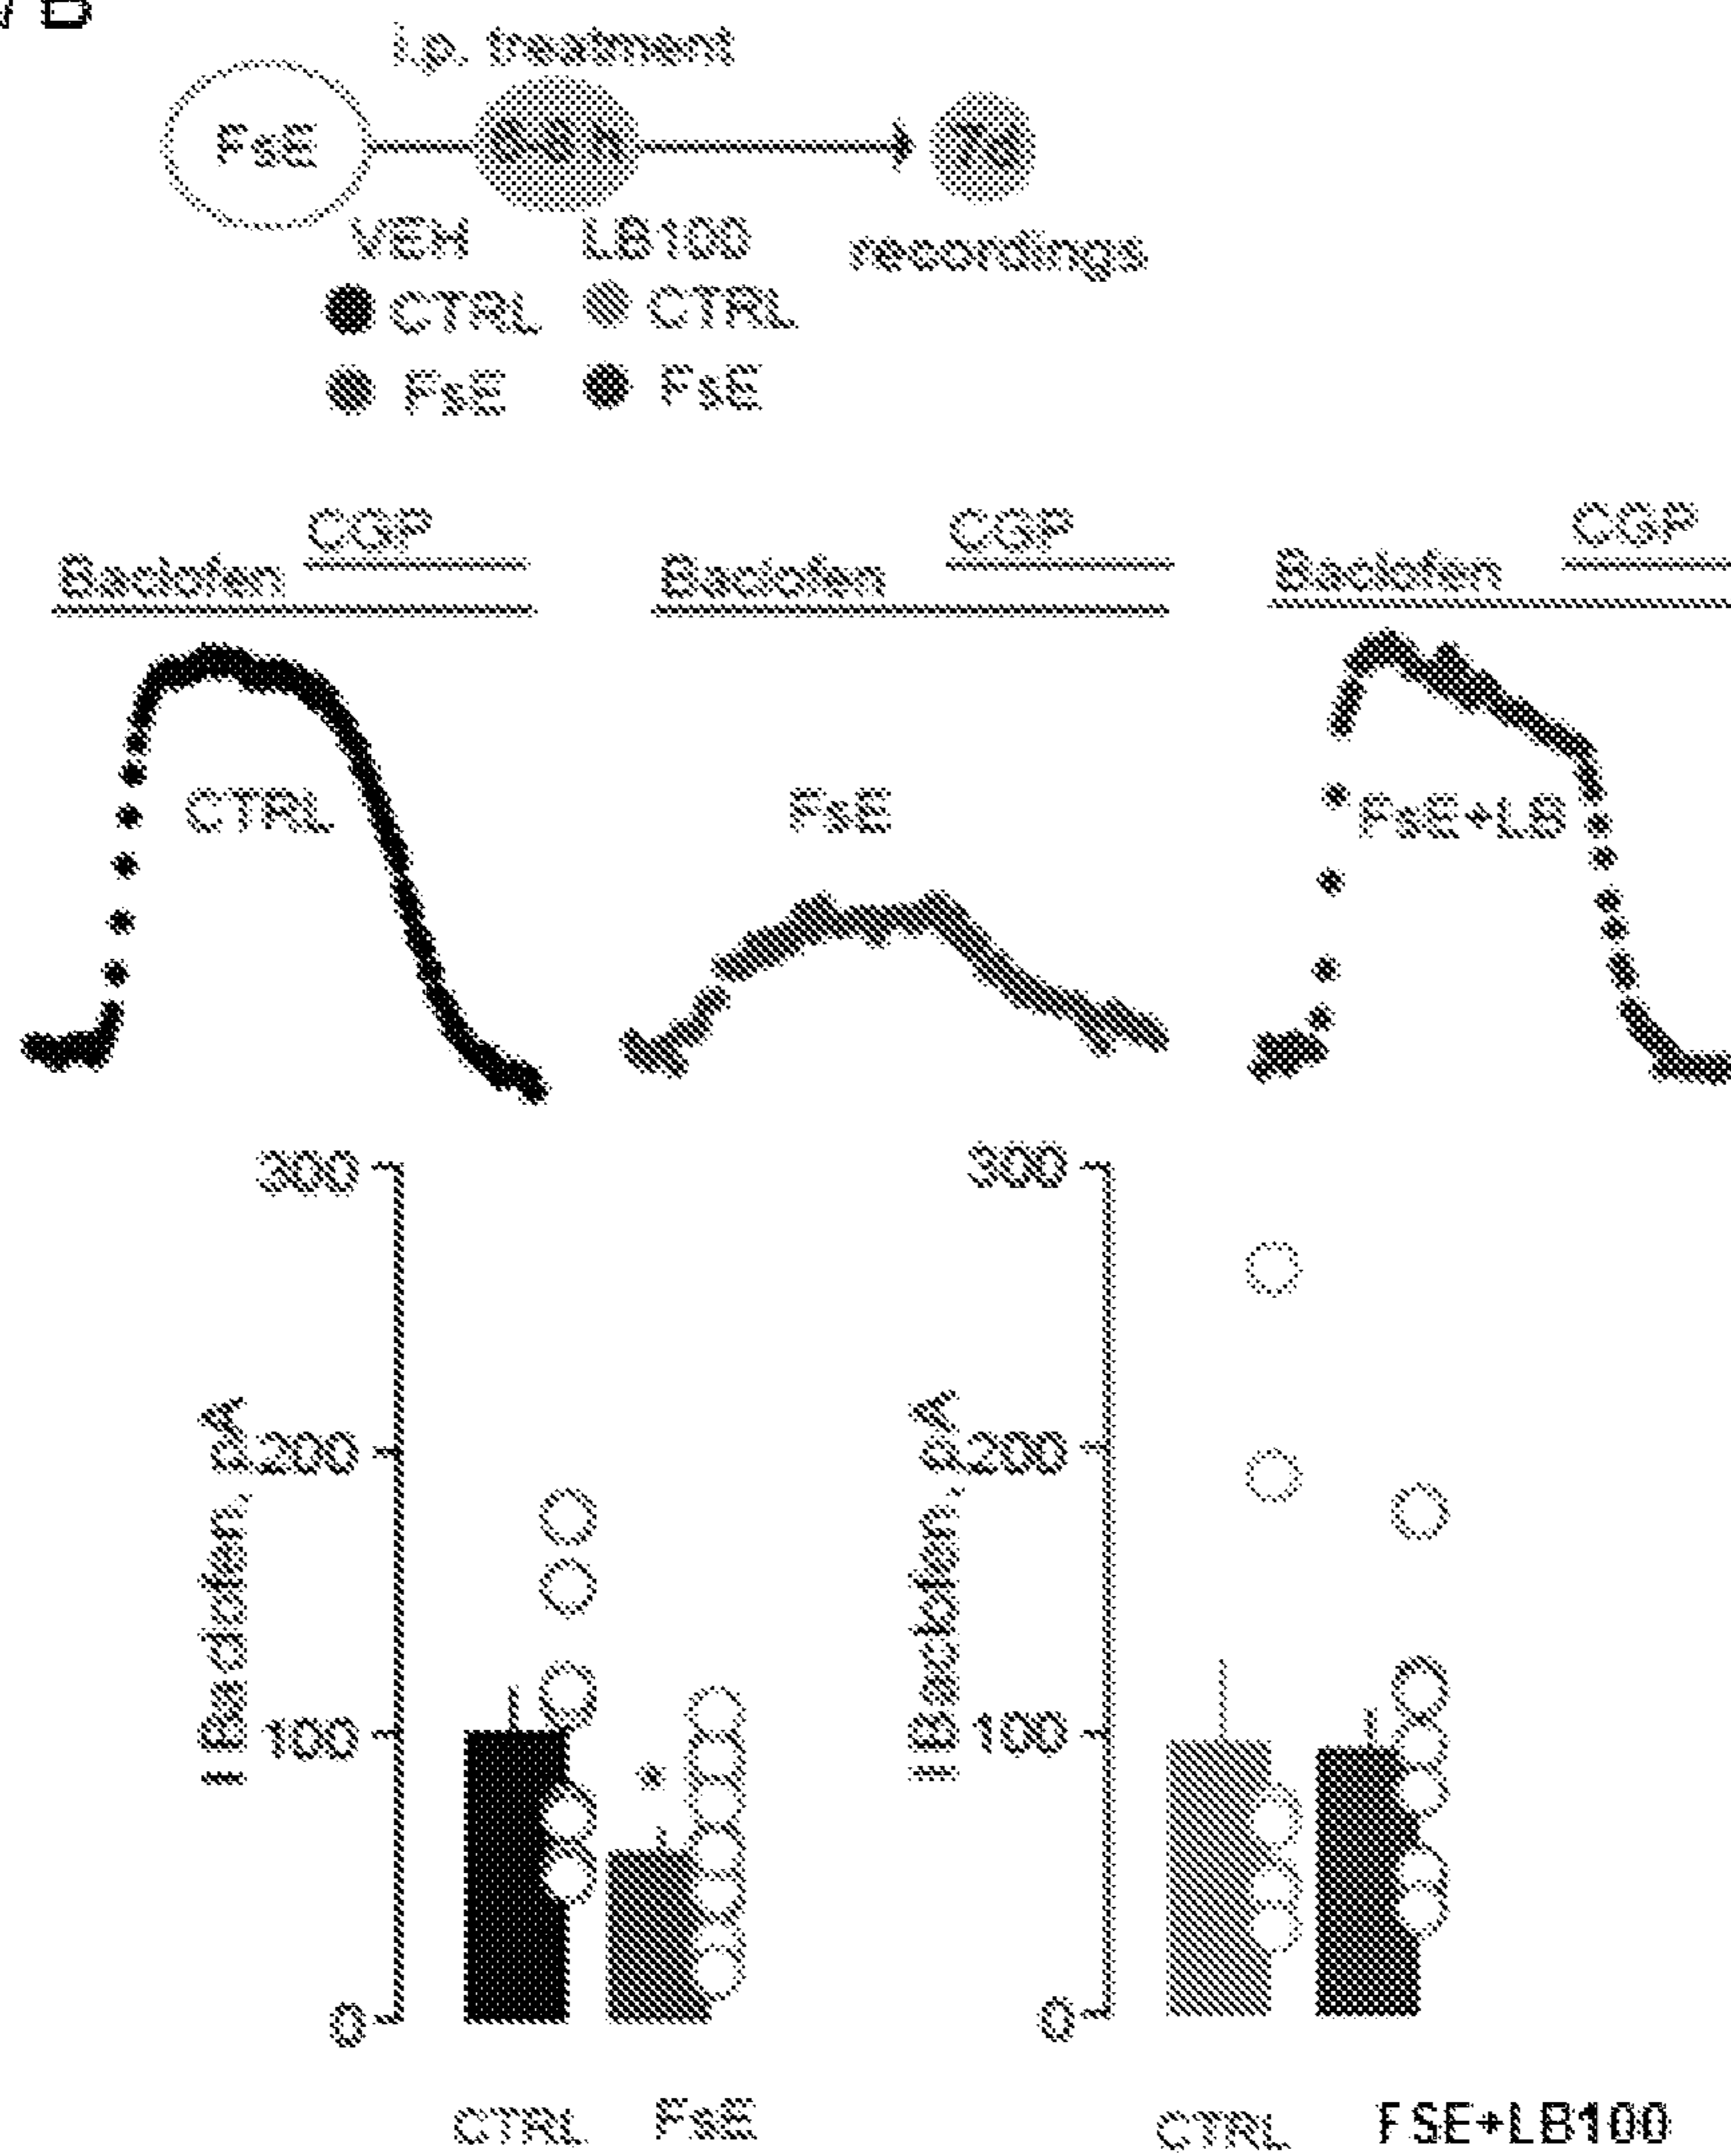 B
i.p. treatment
FsE
7d
VEH LB100
recordings
CTRL CTRL
FsE FsE
CGP CGP CGP
Baclofen Baclofen Baclofen
CTRL FsE FsE+LB
300 300
200 200
100 100
0 0
I Baclofen, pA I Baclofen, pA
*
CTRL FsE CTRL FSE+LB100